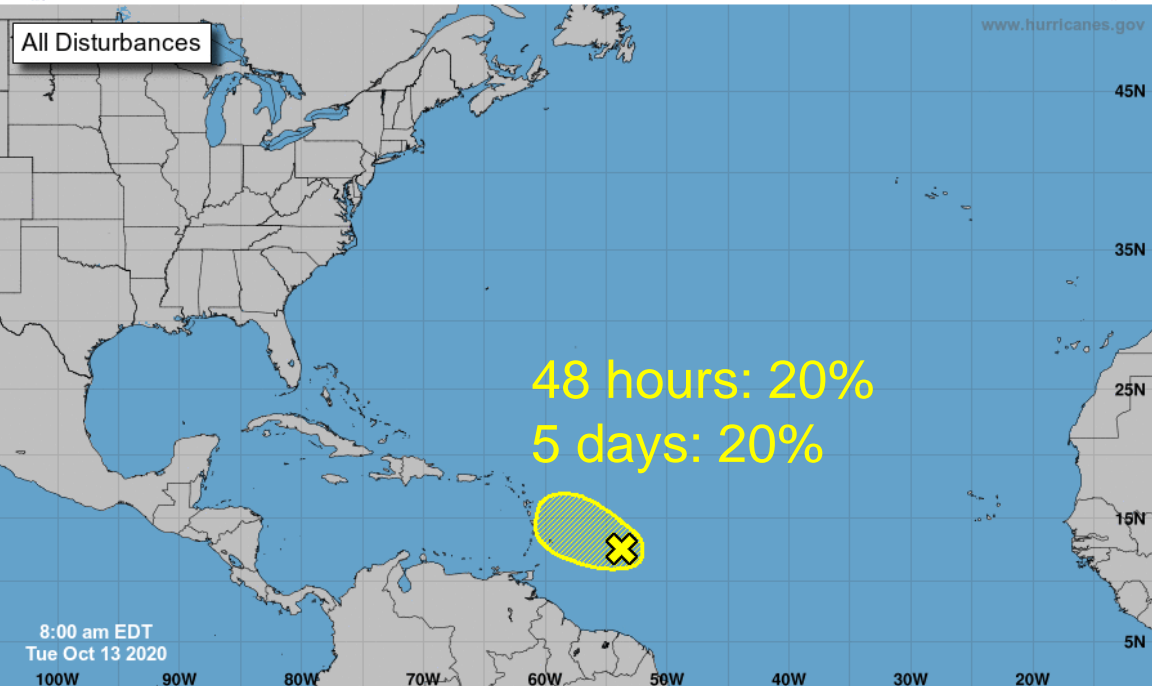 All Disturbances
www.hurricanes.gov
45N
35N
48 hours: 20%
25N
5 days: 20%
15N
8:00 am EDT
Tue Oct 13 2020
5N
100W 90W 80W 70W 60W 50W 40W 30W 20W